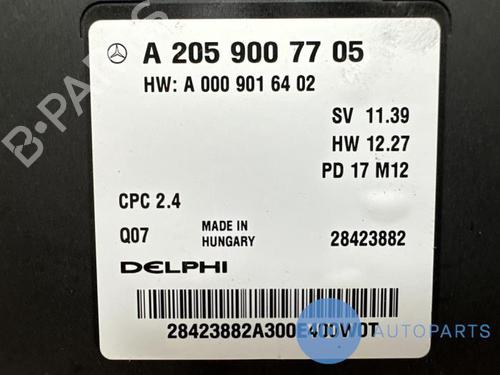 A 205 900 77 05
HW: A 000 901 64 02
SV 11.39
HW 12.27
PD 17 M12
CPC 2.4
Q07
MADE IN
HUNGARY
28423882
DELPHI
AUTOPARTS
B-PARTS